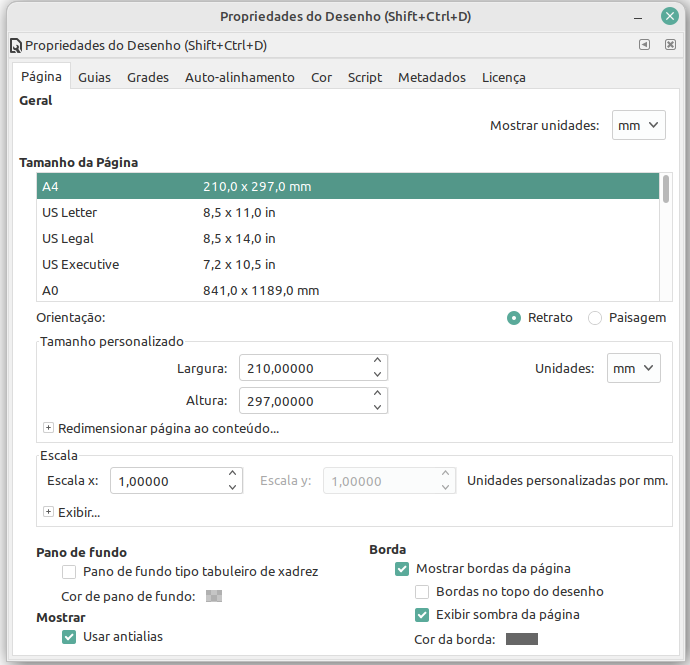 Propriedades do Desenho (Shift+Ctrl+D)
Propriedades do Desenho (Shift+Ctrl+D)
Página Guias Grades Auto-alinhamento Cor Script Metadados Licença
Geral
Mostrar unidades: mm
Tamanho da Página
A4 210,0 x 297,0 mm
US Letter 8,5 x 11,0 in
US Legal 8,5 x 14,0 in
US Executive 7,2 x 10,5 in
A0 841,0 x 1189,0 mm
Orientação: Retrato Paisagem
Tamanho personalizado
Largura: 210,00000 Unidades: mm
Altura: 297,00000
Redimensionar página ao conteúdo...
Escala
Escala x: 1,00000 Escala y: 1,00000 Unidades personalizadas por mm.
Exibir...
Pano de fundo
Pano de fundo tipo tabuleiro de xadrez
Cor de pano de fundo:
Mostrar
Usar antialias
Borda
Mostrar bordas da página
Bordas no topo do desenho
Exibir sombra da página
Cor da borda: